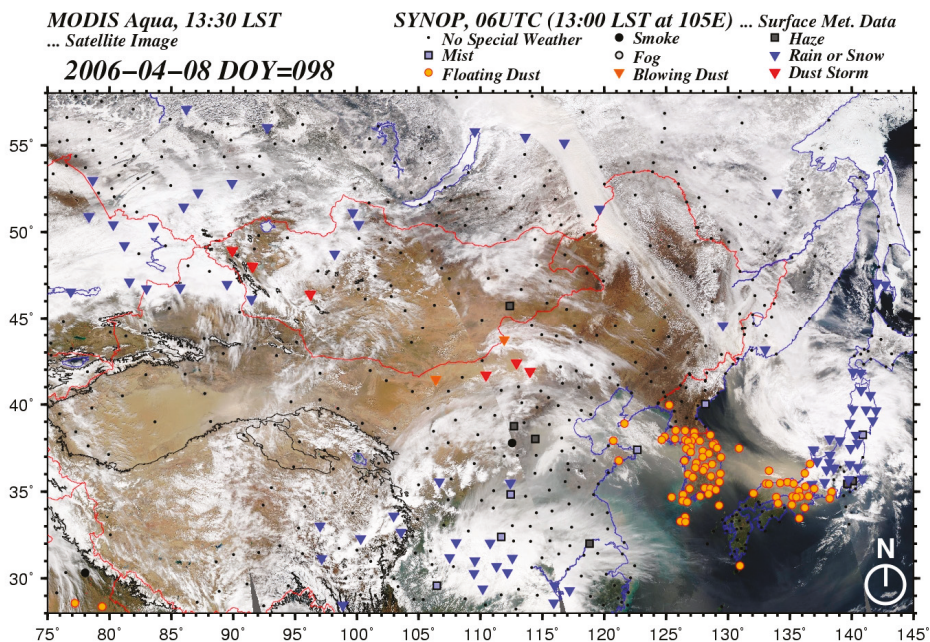 MODIS Aqua, 13:30 LST
... Satellite Image
2006−04−08 DOY=098
SYNOP, 06UTC (13:00 LST at 105E) ... Surface Met. Data
No Special Weather
Smoke
Haze
Mist
Fog
Rain or Snow
Floating Dust
Blowing Dust
Dust Storm
55°
50°
45°
40°
35°
30°
N
75° 80° 85° 90° 95° 100° 105° 110° 115° 120° 125° 130° 135° 140° 145°